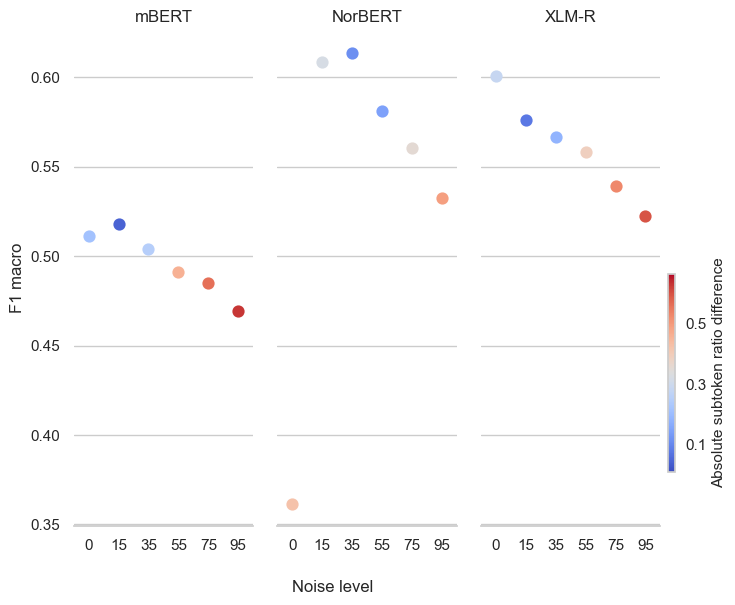 mBERT NorBERT XLM-R
F1 macro
0.60
0.55
0.50
0.45
0.40
0.35
0 15 35 55 75 95 0 15 35 55 75 95 0 15 35 55 75 95
Noise level
0.5
0.3
0.1
Absolute subtoken ratio difference